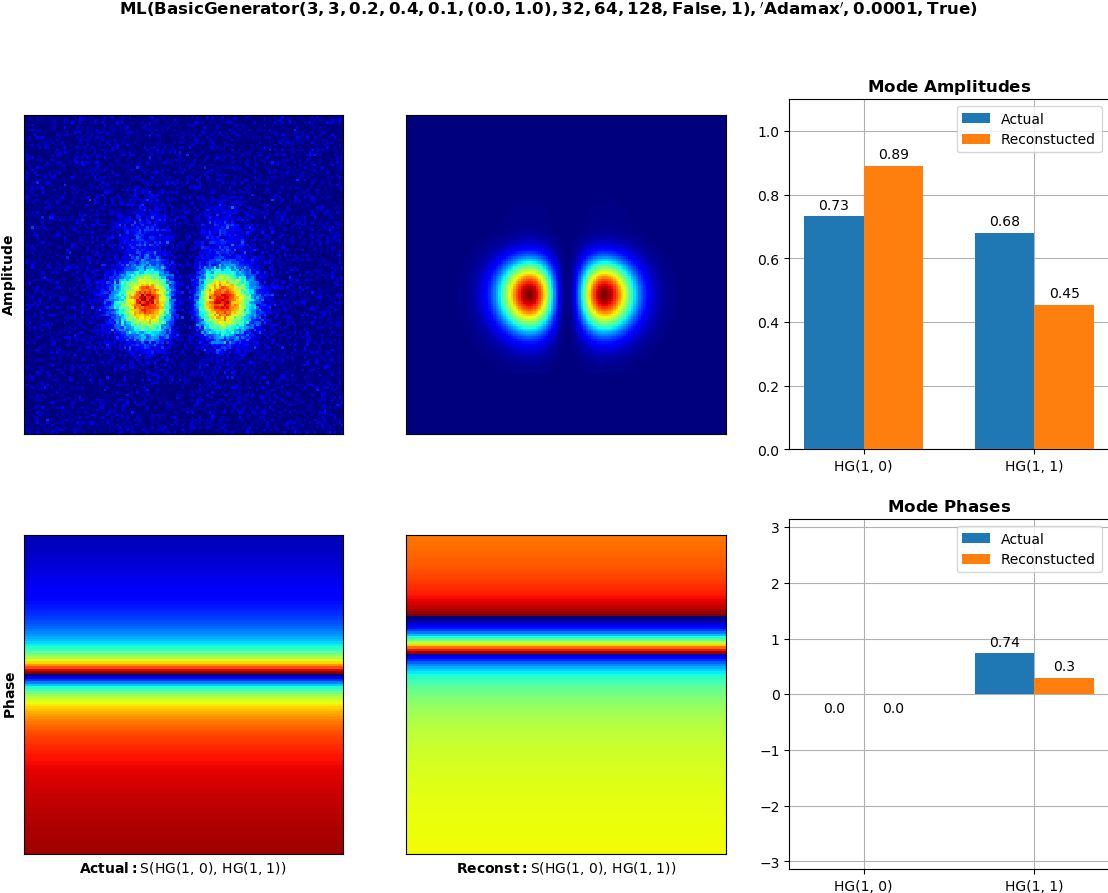 ML(BasicGenerator(3, 3, 0.2, 0.4, 0.1, (0.0, 1.0), 32, 64, 128, False, 1), ′Adamax′, 0.0001, True)
Amplitude
Mode Amplitudes
Actual
Reconstucted
1.0
0.8
0.6
0.4
0.2
0.0
0.73
0.89
0.68
0.45
HG(1, 0)
HG(1, 1)
Phase
Actual: S(HG(1, 0), HG(1, 1))
Reconst: S(HG(1, 0), HG(1, 1))
Mode Phases
Actual
Reconstucted
3
2
1
0
−1
−2
−3
0.0
0.0
0.74
0.3
HG(1, 0)
HG(1, 1)